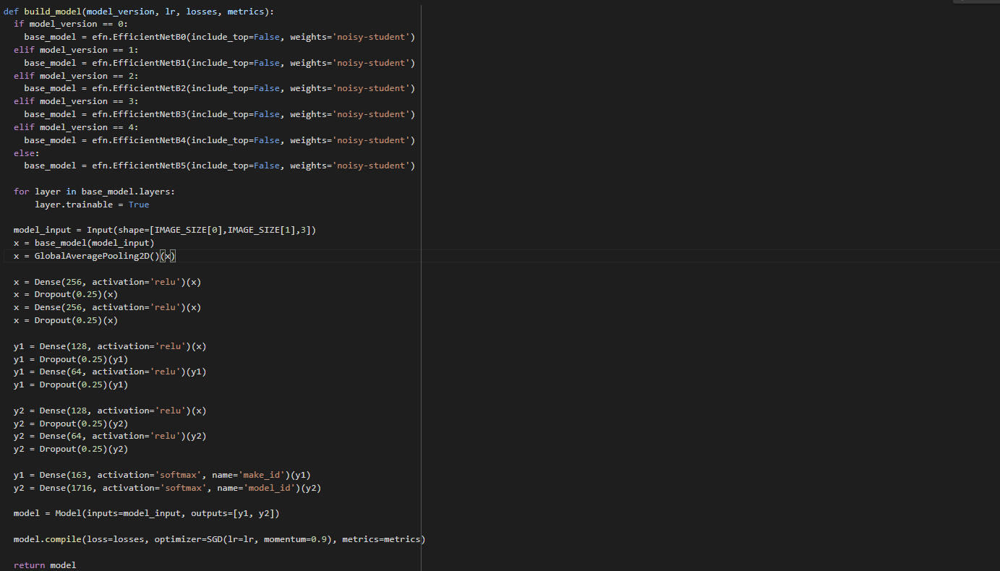 def build_model(model_version, lr, losses, metrics):
  if model_version == 0:
    base_model = efn.EfficientNetB0(include_top=False, weights='noisy-student')
  elif model_version == 1:
    base_model = efn.EfficientNetB1(include_top=False, weights='noisy-student')
  elif model_version == 2:
    base_model = efn.EfficientNetB2(include_top=False, weights='noisy-student')
  elif model_version == 3:
    base_model = efn.EfficientNetB3(include_top=False, weights='noisy-student')
  elif model_version == 4:
    base_model = efn.EfficientNetB4(include_top=False, weights='noisy-student')
  else:
    base_model = efn.EfficientNetB5(include_top=False, weights='noisy-student')

  for layer in base_model.layers:
      layer.trainable = True

  model_input = Input(shape=[IMAGE_SIZE[0],IMAGE_SIZE[1],3])
  x = base_model(model_input)
  x = GlobalAveragePooling2D()(x)

  x = Dense(256, activation='relu')(x)
  x = Dropout(0.25)(x)
  x = Dense(256, activation='relu')(x)
  x = Dropout(0.25)(x)

  y1 = Dense(128, activation='relu')(x)
  y1 = Dropout(0.25)(y1)
  y1 = Dense(64, activation='relu')(y1)
  y1 = Dropout(0.25)(y1)

  y2 = Dense(128, activation='relu')(x)
  y2 = Dropout(0.25)(y2)
  y2 = Dense(64, activation='relu')(y2)
  y2 = Dropout(0.25)(y2)

  y1 = Dense(163, activation='softmax', name='make_id')(y1)
  y2 = Dense(1716, activation='softmax', name='model_id')(y2)

  model = Model(inputs=model_input, outputs=[y1, y2])

  model.compile(loss=losses, optimizer=SGD(lr=lr, momentum=0.9), metrics=metrics)

  return model